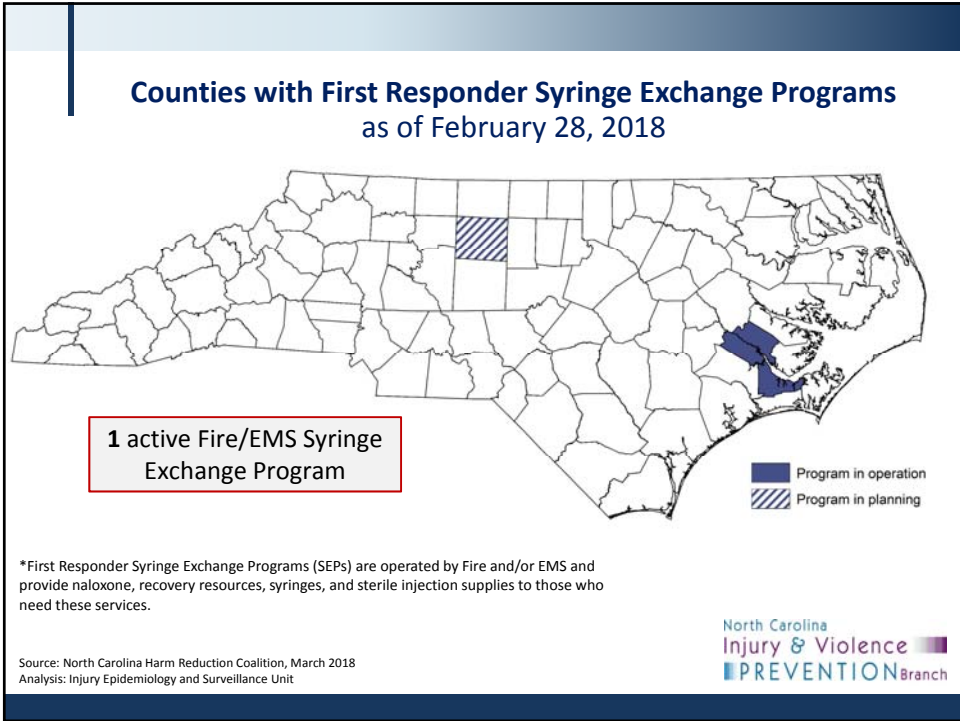 Counties with First Responder Syringe Exchange Programs
as of February 28, 2018
1 active Fire/EMS Syringe
Exchange Program
Program in operation
Program in planning
*First Responder Syringe Exchange Programs (SEPs) are operated by Fire and/or EMS and
provide naloxone, recovery resources, syringes, and sterile injection supplies to those who
need these services.
Source: North Carolina Harm Reduction Coalition, March 2018
Analysis: Injury Epidemiology and Surveillance Unit
North Carolina
Injury & Violence
PREVENTION Branch